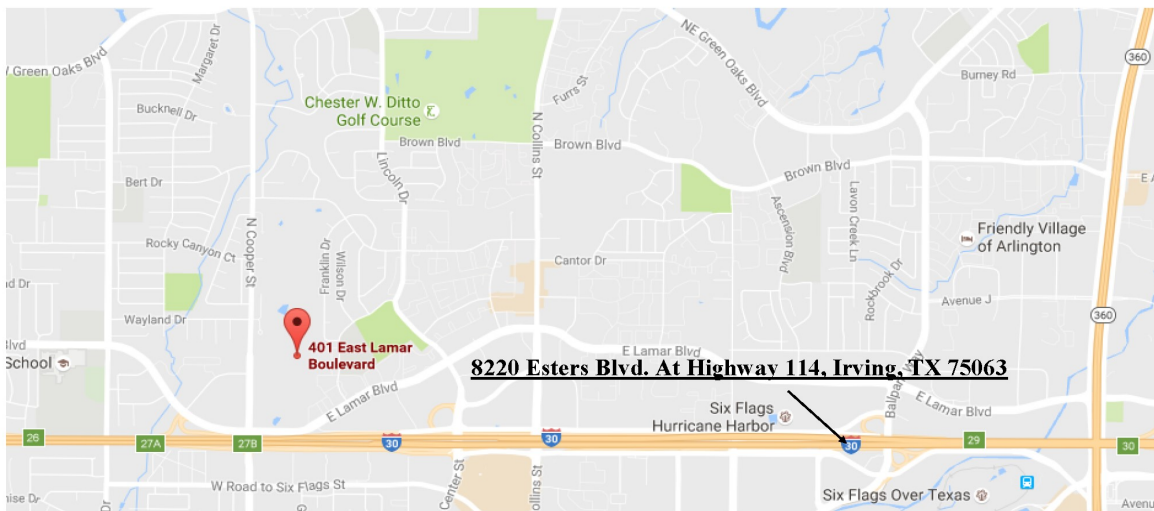 W Green Oaks Blvd
Margaret Dr
NE Green Oaks Blvd
360
Burney Rd
Bucknell Dr
Chester W. Ditto
Golf Course
Furrs St
N Collins St
Brown Blvd
Brown Blvd
Brown Blvd
Lincoln Dr
Bert Dr
Lavon Creek Ln
Ascension Blvd
N Cooper St
Friendly Village
of Arlington
Rocky Canyon Ct
Franklin Dr
Wilson Dr
Cantor Dr
Rockbrook Dr
Avenue J
360
Wayland Dr
401 East Lamar
Boulevard
School
E Lamar Blvd
8220 Esters Blvd. At Highway 114, Irving, TX 75063
Ballpark Way
E Lamar Blvd
E Lamar Blvd
Six Flags
Hurricane Harbor
26
27A
27B
30
30
30
29
30
Center St
W Road to Six Flags St
ollins St
Six Flags Over Texas
Avenu